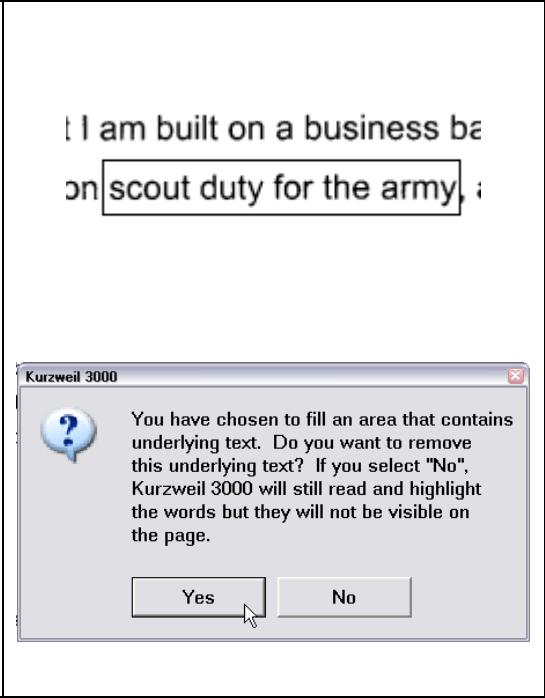 t I am built on a business ba
on scout duty for the army, a
Kurzweil 3000
You have chosen to fill an area that contains
underlying text. Do you want to remove
this underlying text? If you select "No",
Kurzweil 3000 will still read and highlight
the words but they will not be visible on
the page.
Yes No